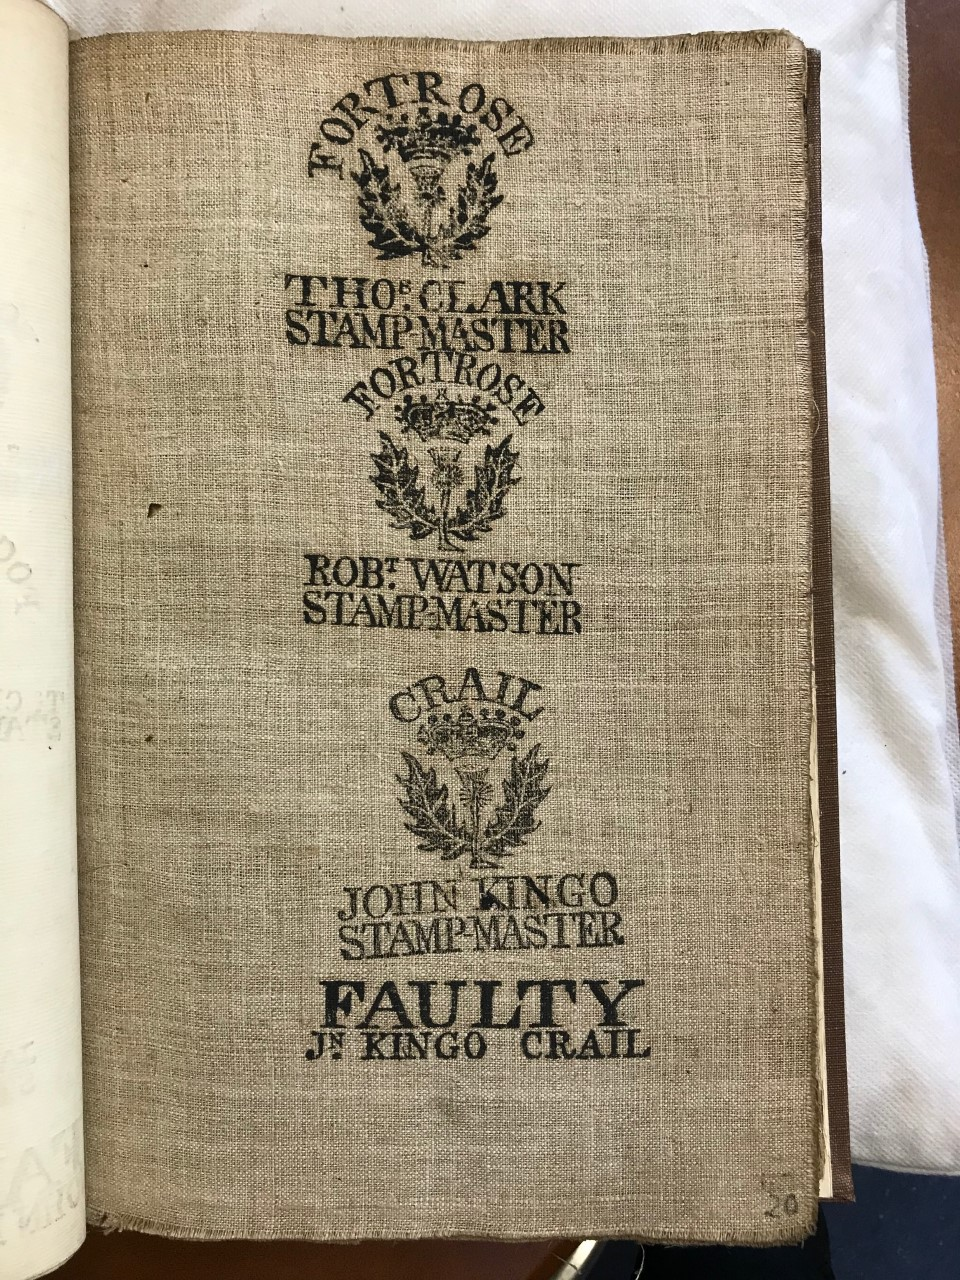 FORTROSE
THOS. CLARK
STAMP-MASTER
FORTROSE
ROBT. WATSON
STAMP-MASTER
CRAIL
JOHN KINGO
STAMP-MASTER
FAULTY
JN. KINGO CRAIL
20